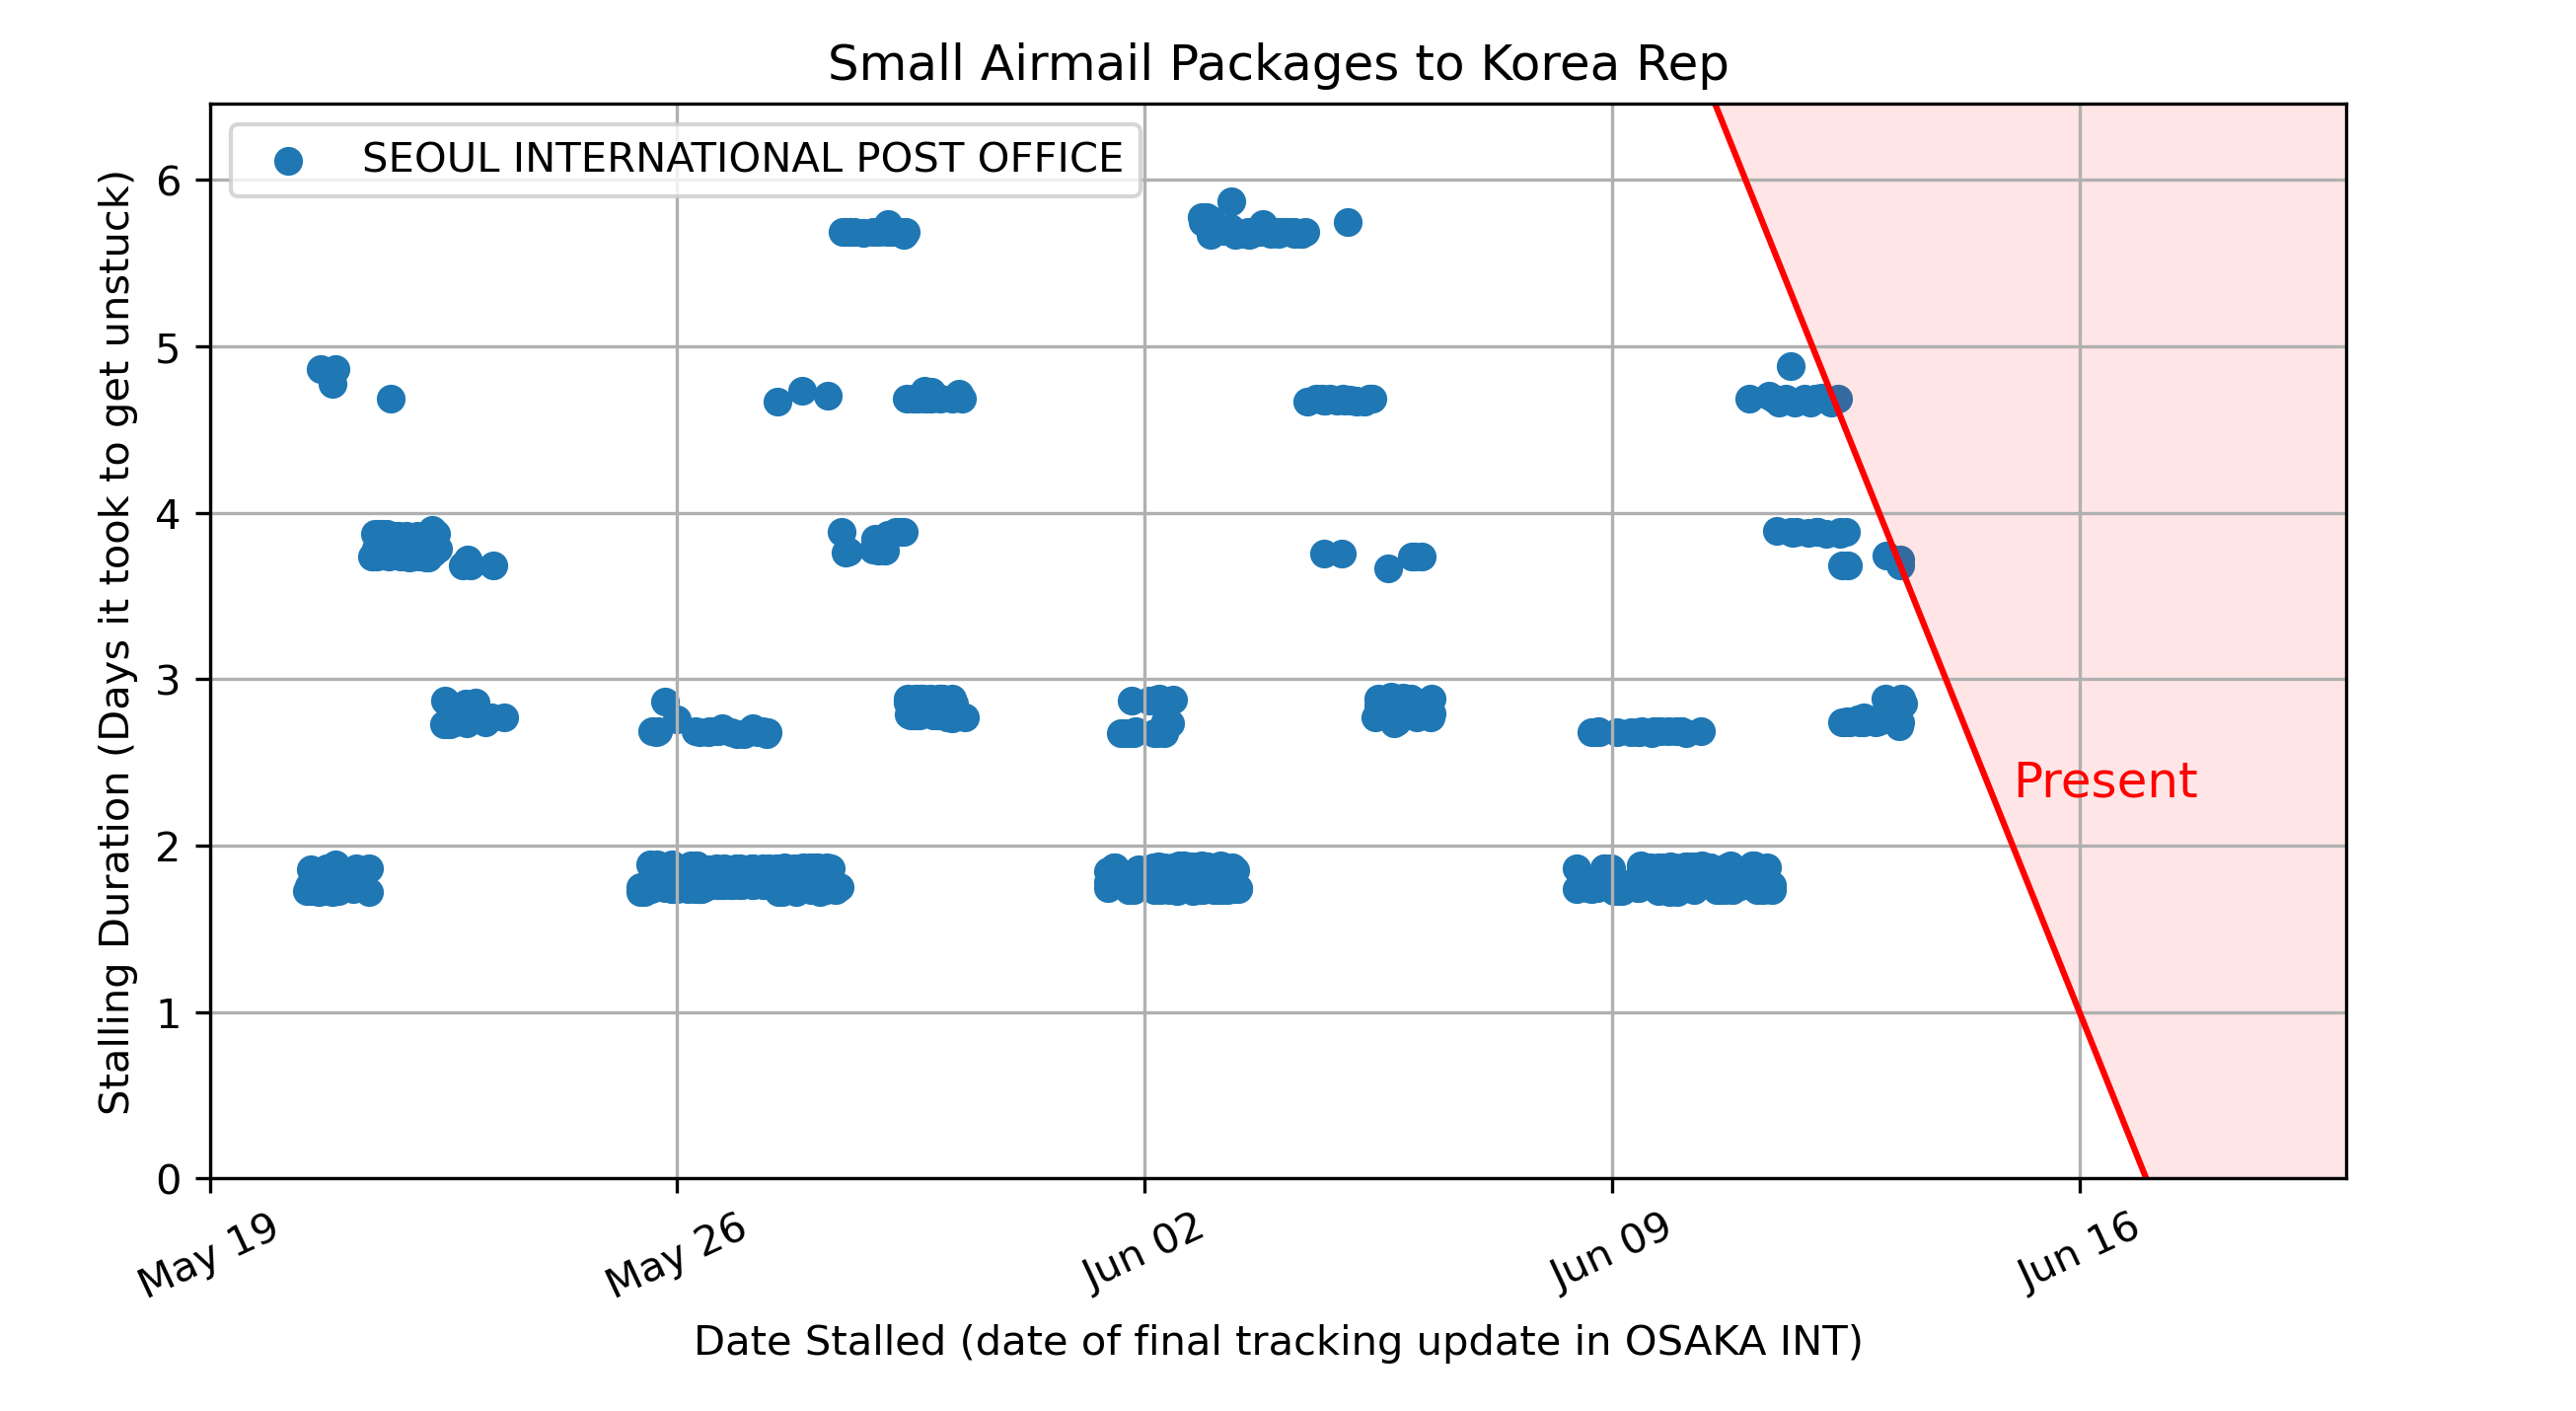 Small Airmail Packages to Korea Rep
SEOUL INTERNATIONAL POST OFFICE
Stalling Duration (Days it took to get unstuck)
6
5
4
3
2
1
0
Present
May 19
May 26
Jun 02
Jun 09
Jun 16
Date Stalled (date of final tracking update in OSAKA INT)